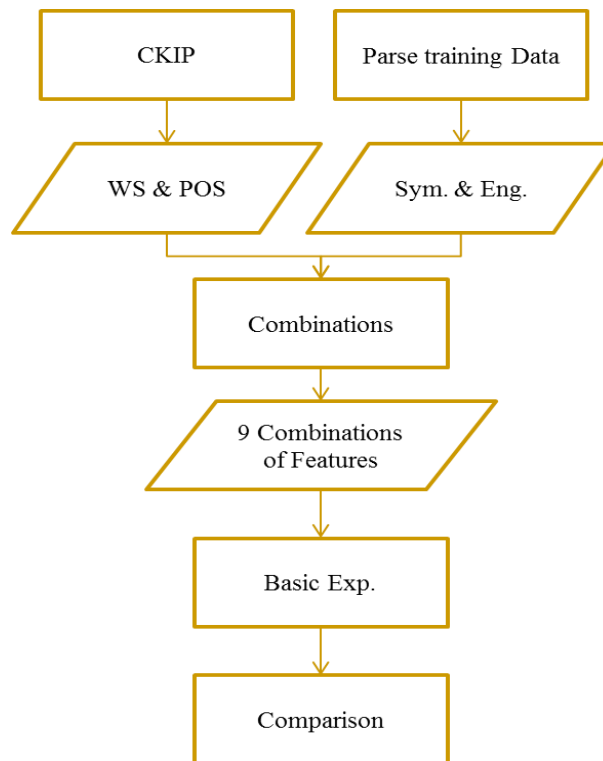 CKIP
Parse training Data
WS & POS
Sym. & Eng.
Combinations
9 Combinations
of Features
Basic Exp.
Comparison